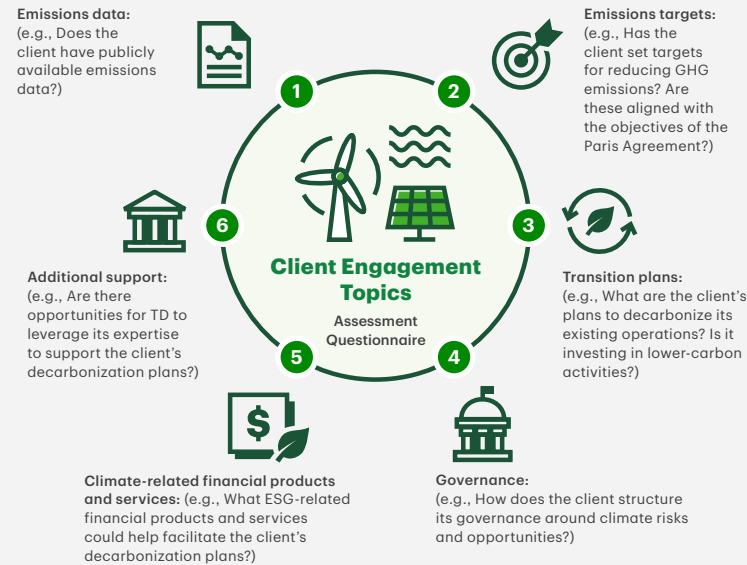 Emissions data:
(e.g., Does the
client have publicly
available emissions
data?)
1
2
Emissions targets:
(e.g., Has the
client set targets
for reducing GHG
emissions? Are
these aligned with
the objectives of the
Paris Agreement?)
3
Transition plans:
(e.g., What are the client's
plans to decarbonize its
existing operations? Is it
investing in lower-carbon
activities?)
Client Engagement
Topics
Assessment
Questionnaire
4
Governance:
(e.g., How does the client structure
its governance around climate risks
and opportunities?)
5
$
Climate-related financial products
and services: (e.g., What ESG-related
financial products and services
could help facilitate the client's
decarbonization plans?)
6
Additional support:
(e.g., Are there
opportunities for TD to
leverage its expertise
to support the client's
decarbonization plans?)